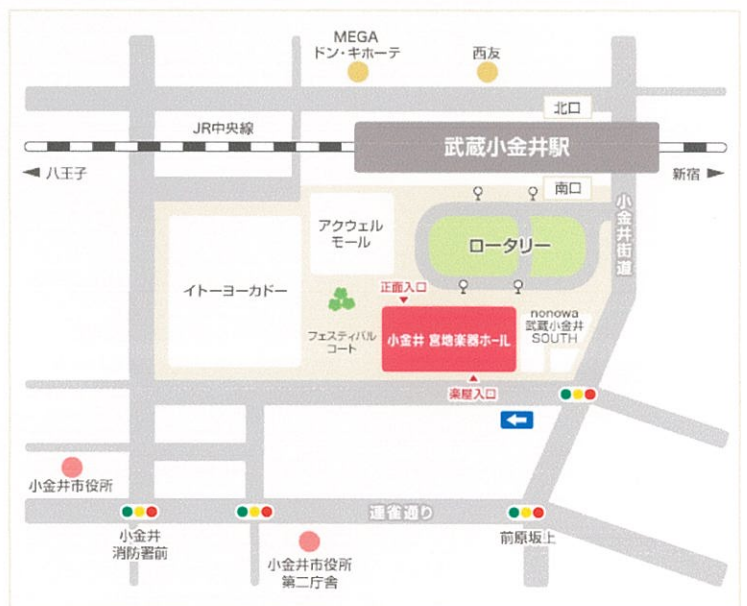 MEGA
ドン・キホーテ
西友
北口
JR中央線
武蔵小金井駅
八王子
新宿
南口
小金井街道
アクウェル
モール
ロータリー
イトーヨーカドー
正面入口
nonowa
武蔵小金井
SOUTH
フェスティバル
コート
小金井 宮地楽器ホール
楽屋入口
小金井市役所
連雀通り
小金井
消防署前
前原坂上
小金井市役所
第二庁舎